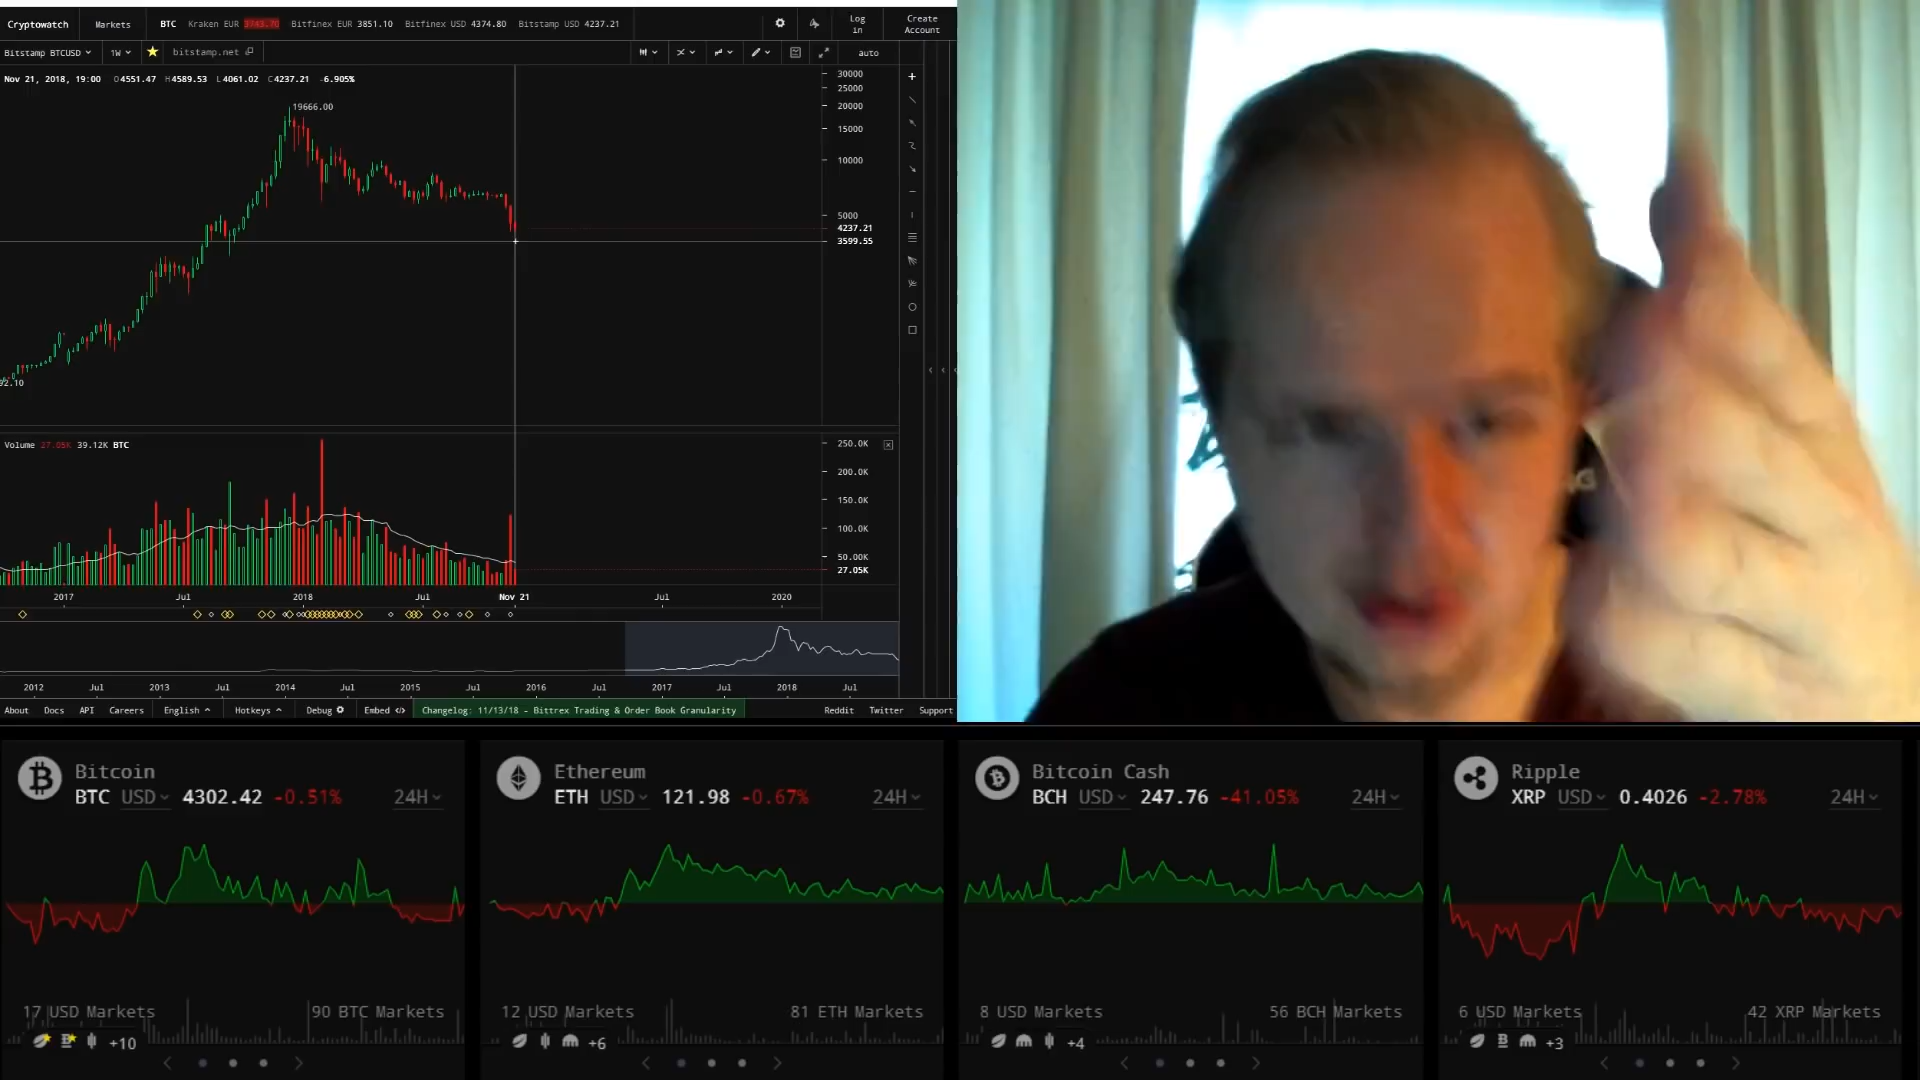 Cryptowatch Markets BTC Kraken EUR 3743.70 Bitfinex EUR 3851.10 Bitfinex USD 4374.80 Bitstamp USD 4237.21 Log in Create Account
Bitstamp BTCUSD 1W bitstamp.net auto
Nov 21, 2018, 19:00 O4551.47 H4589.53 L4061.02 C4237.21 -6.905%
30000
25000
19666.00
20000
15000
10000
5000
4237.21
3599.55
92.10
Volume 27.05K 39.12K BTC
250.0K
200.0K
150.0K
100.0K
50.00K
27.05K
2017 Jul 2018 Jul Nov 21 Jul 2020
2012 Jul 2013 Jul 2014 Jul 2015 Jul 2016 Jul 2017 Jul 2018 Jul
About Docs API Careers English Hotkeys Debug Embed </> Changelog: 11/13/18 - Bittrex Trading & Order Book Granularity Reddit Twitter Support
Bitcoin
BTC USD 4302.42 -0.51% 24H
17 USD Markets 90 BTC Markets
+10
Ethereum
ETH USD 121.98 -0.67% 24H
12 USD Markets 81 ETH Markets
+6
Bitcoin Cash
BCH USD 247.76 -41.05% 24H
8 USD Markets 56 BCH Markets
+4
Ripple
XRP USD 0.4026 -2.78% 24H
6 USD Markets 42 XRP Markets
+3